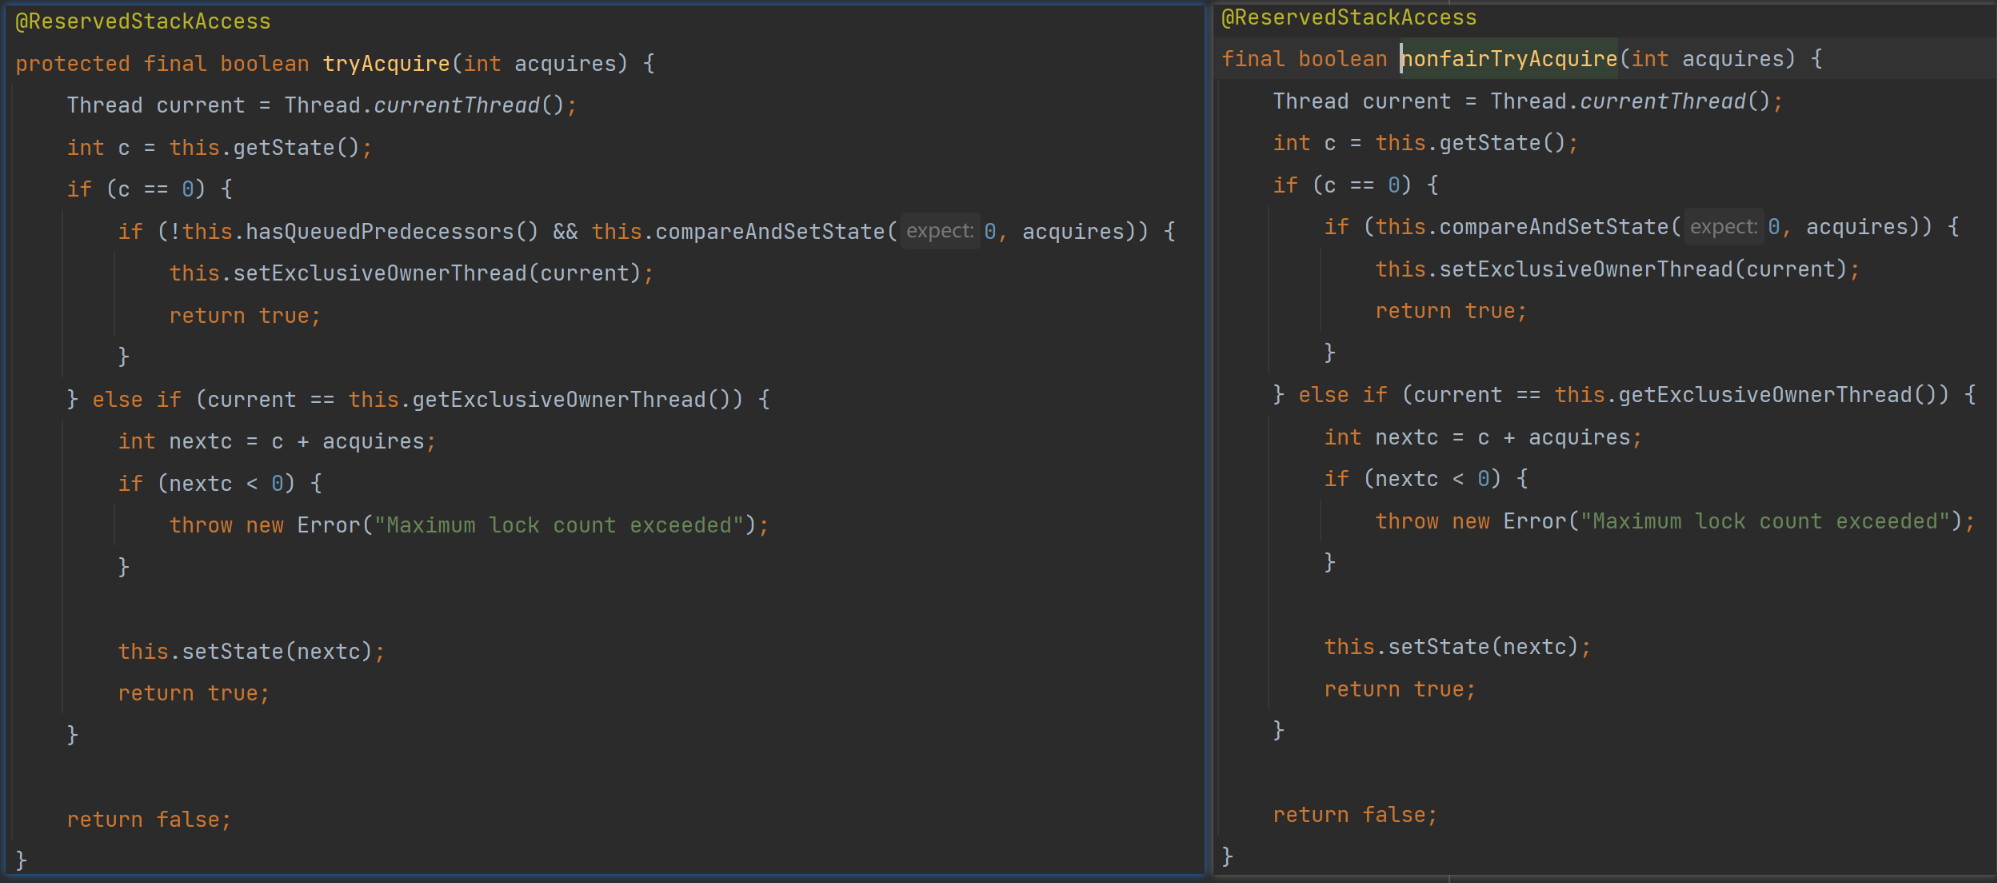 @ReservedStackAccess
protected final boolean tryAcquire(int acquires) {
    Thread current = Thread.currentThread();
    int c = this.getState();
    if (c == 0) {
        if (!this.hasQueuedPredecessors() && this.compareAndSetState( expect: 0, acquires)) {
            this.setExclusiveOwnerThread(current);
            return true;
        }
    } else if (current == this.getExclusiveOwnerThread()) {
        int nextc = c + acquires;
        if (nextc < 0) {
            throw new Error("Maximum lock count exceeded");
        }
        this.setState(nextc);
        return true;
    }
    return false;
}
@ReservedStackAccess
final boolean nonfairTryAcquire(int acquires) {
    Thread current = Thread.currentThread();
    int c = this.getState();
    if (c == 0) {
        if (this.compareAndSetState( expect: 0, acquires)) {
            this.setExclusiveOwnerThread(current);
            return true;
        }
    } else if (current == this.getExclusiveOwnerThread()) {
        int nextc = c + acquires;
        if (nextc < 0) {
            throw new Error("Maximum lock count exceeded");
        }
        this.setState(nextc);
        return true;
    }
    return false;
}